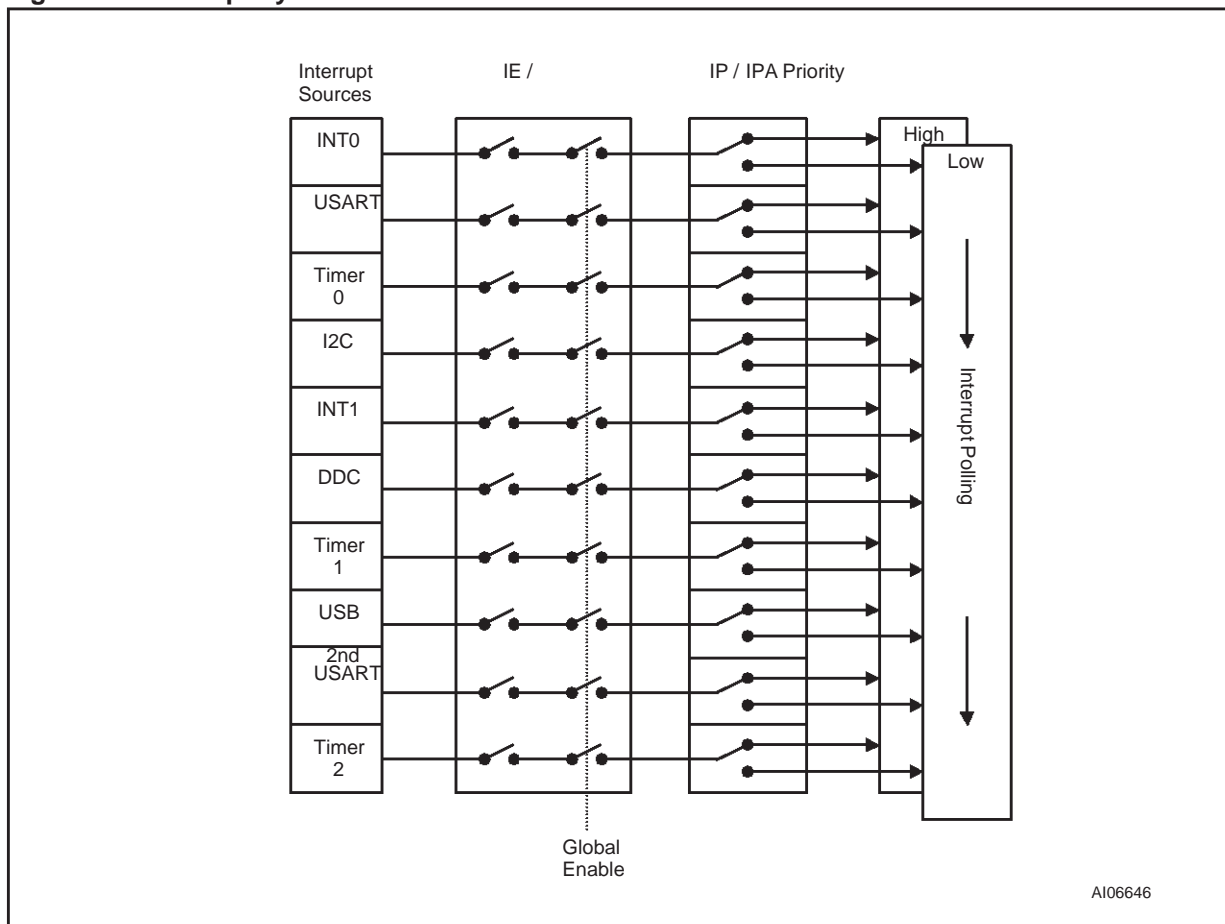 Interrupt
Sources
IE /
IP / IPA Priority
INT0
High
Low
USART
Timer
0
I2C
INT1
Interrupt Polling
DDC
Timer
1
USB
2nd
USART
Timer
2
Global
Enable
AI06646